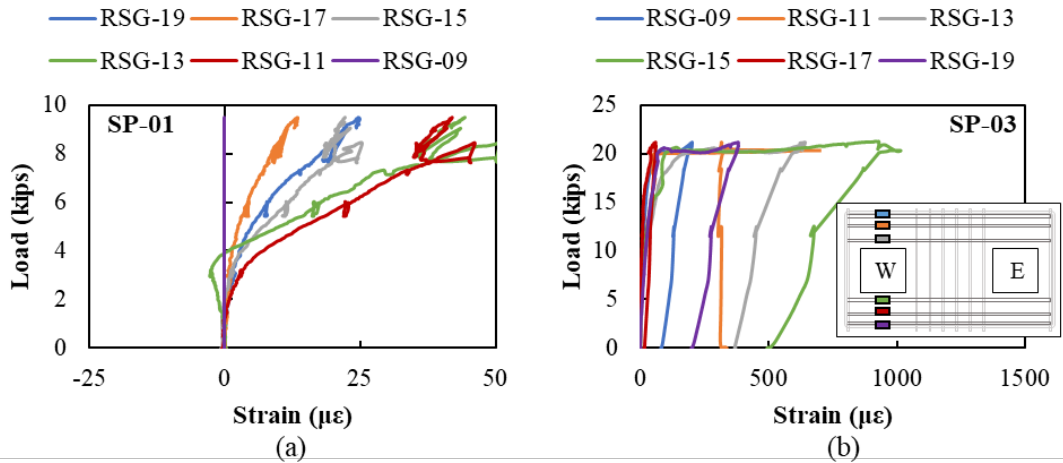 RSG-19 RSG-17 RSG-15
RSG-13 RSG-11 RSG-09
10
8
6
4
2
0
Load (kips)
SP-01
-25 0 25 50
Strain (με)
(a)
RSG-09 RSG-11 RSG-13
RSG-15 RSG-17 RSG-19
25
20
15
10
5
0
Load (kips)
SP-03
W E
0 500 1000 1500
Strain (με)
(b)